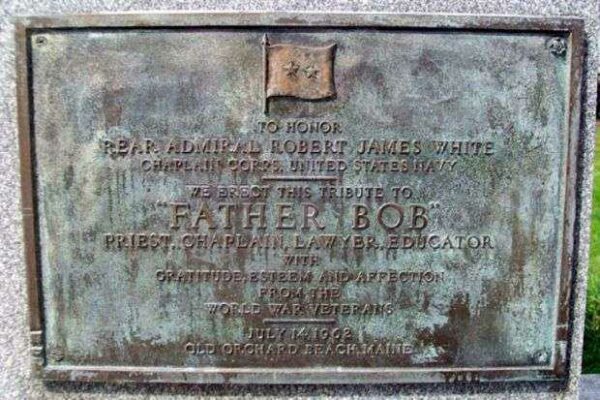 TO HONOR
REAR ADMIRAL ROBERT JAMES WHITE
CHAPLAIN CORPS, UNITED STATES NAVY
WE ERECT THIS TRIBUTE TO
"FATHER BOB"
PRIEST, CHAPLAIN, LAWYER, EDUCATOR
WITH
GRATITUDE, ESTEEM AND AFFECTION
FROM THE
WORLD WAR VETERANS
JULY 14, 1962
OLD ORCHARD BEACH, MAINE